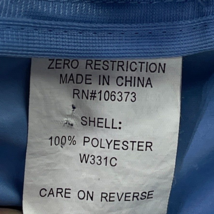 ZERO RESTRICTION
MADE IN CHINA
RN#106373
SHELL:
100% POLYESTER
W331C
CARE ON REVERSE